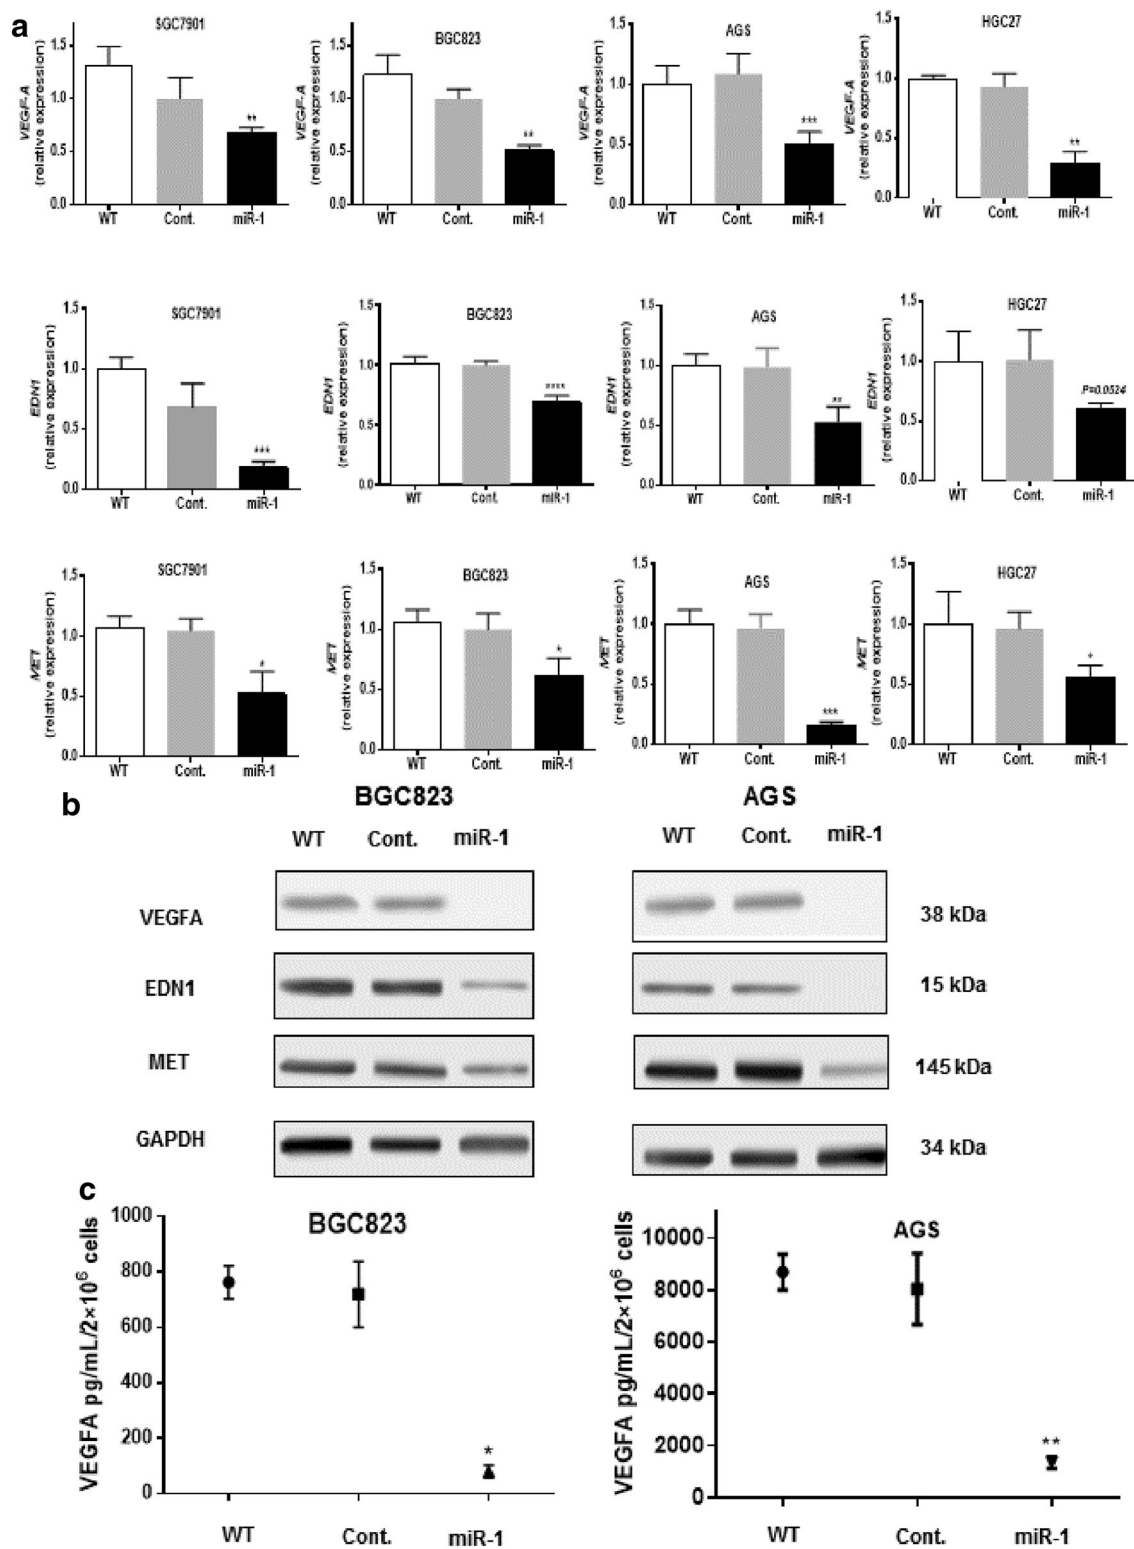 a
SGC7901
VEGF-A
(relative expression)
1.5
1.0
0.5
0.0
**
WT Cont. miR-1
BGC823
VEGF-A
(relative expression)
1.5
1.0
0.5
0.0
**
WT Cont. miR-1
AGS
VEGF-A
(relative expression)
1.5
1.0
0.5
0.0
***
WT Cont. miR-1
HGC27
VEGF-A
(relative expression)
1.5
1.0
0.5
0.0
**
WT Cont. miR-1
SGC7901
EDN1
(relative expression)
1.5
1.0
0.5
0.0
***
WT Cont. miR-1
BGC823
EDN1
(relative expression)
1.5
1.0
0.5
0.0
****
WT Cont. miR-1
AGS
EDN1
(relative expression)
1.5
1.0
0.5
0.0
**
WT Cont. miR-1
HGC27
EDN1
(relative expression)
1.5
1.0
0.5
0.0
P=0.0524
WT Cont. miR-1
SGC7901
MET
(relative expression)
1.5
1.0
0.5
0.0
*
WT Cont. miR-1
BGC823
MET
(relative expression)
1.5
1.0
0.5
0.0
*
WT Cont. miR-1
AGS
MET
(relative expression)
1.5
1.0
0.5
0.0
***
WT Cont. miR-1
HGC27
MET
(relative expression)
1.5
1.0
0.5
0.0
*
WT Cont. miR-1
b
BGC823 AGS
WT Cont. miR-1 WT Cont. miR-1
VEGFA 38 kDa
EDN1 15 kDa
MET 145 kDa
GAPDH 34 kDa
c
BGC823
VEGFA pg/mL/2×10⁶ cells
1000
800
600
400
200
0
*
WT Cont. miR-1
AGS
VEGFA pg/mL/2×10⁶ cells
10000
8000
6000
4000
2000
0
**
WT Cont. miR-1